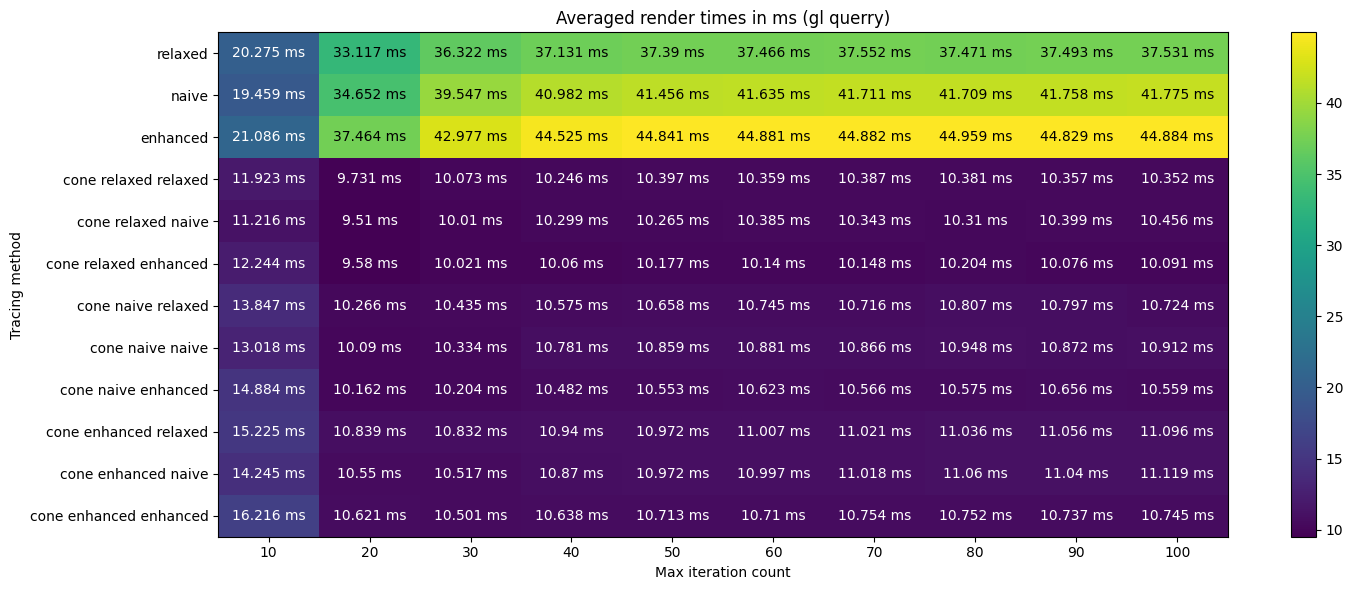 Averaged render times in ms (gl querry)
relaxed 20.275 ms 33.117 ms 36.322 ms 37.131 ms 37.39 ms 37.466 ms 37.552 ms 37.471 ms 37.493 ms 37.531 ms
naive 19.459 ms 34.652 ms 39.547 ms 40.982 ms 41.456 ms 41.635 ms 41.711 ms 41.709 ms 41.758 ms 41.775 ms
enhanced 21.086 ms 37.464 ms 42.977 ms 44.525 ms 44.841 ms 44.881 ms 44.882 ms 44.959 ms 44.829 ms 44.884 ms
cone relaxed relaxed 11.923 ms 9.731 ms 10.073 ms 10.246 ms 10.397 ms 10.359 ms 10.387 ms 10.381 ms 10.357 ms 10.352 ms
cone relaxed naive 11.216 ms 9.51 ms 10.01 ms 10.299 ms 10.265 ms 10.385 ms 10.343 ms 10.31 ms 10.399 ms 10.456 ms
cone relaxed enhanced 12.244 ms 9.58 ms 10.021 ms 10.06 ms 10.177 ms 10.14 ms 10.148 ms 10.204 ms 10.076 ms 10.091 ms
cone naive relaxed 13.847 ms 10.266 ms 10.435 ms 10.575 ms 10.658 ms 10.745 ms 10.716 ms 10.807 ms 10.797 ms 10.724 ms
cone naive naive 13.018 ms 10.09 ms 10.334 ms 10.781 ms 10.859 ms 10.881 ms 10.866 ms 10.948 ms 10.872 ms 10.912 ms
cone naive enhanced 14.884 ms 10.162 ms 10.204 ms 10.482 ms 10.553 ms 10.623 ms 10.566 ms 10.575 ms 10.656 ms 10.559 ms
cone enhanced relaxed 15.225 ms 10.839 ms 10.832 ms 10.94 ms 10.972 ms 11.007 ms 11.021 ms 11.036 ms 11.056 ms 11.096 ms
cone enhanced naive 14.245 ms 10.55 ms 10.517 ms 10.87 ms 10.972 ms 10.997 ms 11.018 ms 11.06 ms 11.04 ms 11.119 ms
cone enhanced enhanced 16.216 ms 10.621 ms 10.501 ms 10.638 ms 10.713 ms 10.71 ms 10.754 ms 10.752 ms 10.737 ms 10.745 ms
10 20 30 40 50 60 70 80 90 100
Max iteration count
Tracing method
40
35
30
25
20
15
10